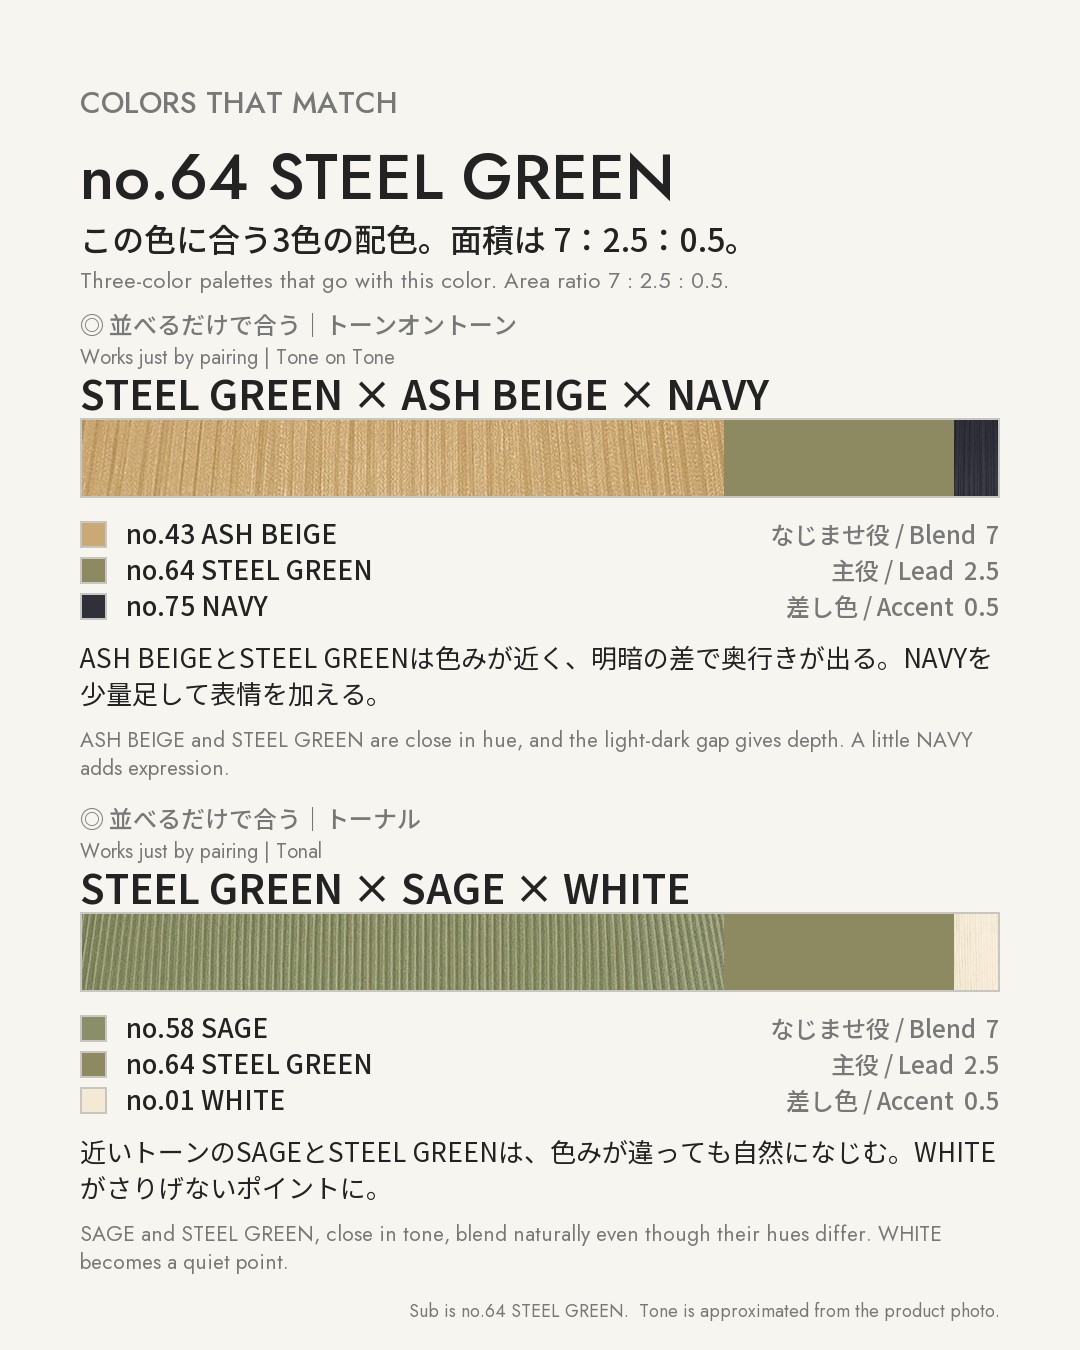 COLORS THAT MATCH
no.64 STEEL GREEN
この色に合う3色の配色。面積は 7：2.5：0.5。
Three-color palettes that go with this color. Area ratio 7 : 2.5 : 0.5.
◎ 並べるだけで合う｜トーンオントーン
Works just by pairing | Tone on Tone
STEEL GREEN × ASH BEIGE × NAVY
no.43 ASH BEIGE なじませ役 / Blend 7
no.64 STEEL GREEN 主役 / Lead 2.5
no.75 NAVY 差し色 / Accent 0.5
ASH BEIGEとSTEEL GREENは色みが近く、明暗の差で奥行きが出る。NAVYを
少量足して表情を加える。
ASH BEIGE and STEEL GREEN are close in hue, and the light-dark gap gives depth. A little NAVY
adds expression.
◎ 並べるだけで合う｜トーナル
Works just by pairing | Tonal
STEEL GREEN × SAGE × WHITE
no.58 SAGE なじませ役 / Blend 7
no.64 STEEL GREEN 主役 / Lead 2.5
no.01 WHITE 差し色 / Accent 0.5
近いトーンのSAGEとSTEEL GREENは、色みが違っても自然になじむ。WHITE
がさりげないポイントに。
SAGE and STEEL GREEN, close in tone, blend naturally even though their hues differ. WHITE
becomes a quiet point.
Sub is no.64 STEEL GREEN. Tone is approximated from the product photo.